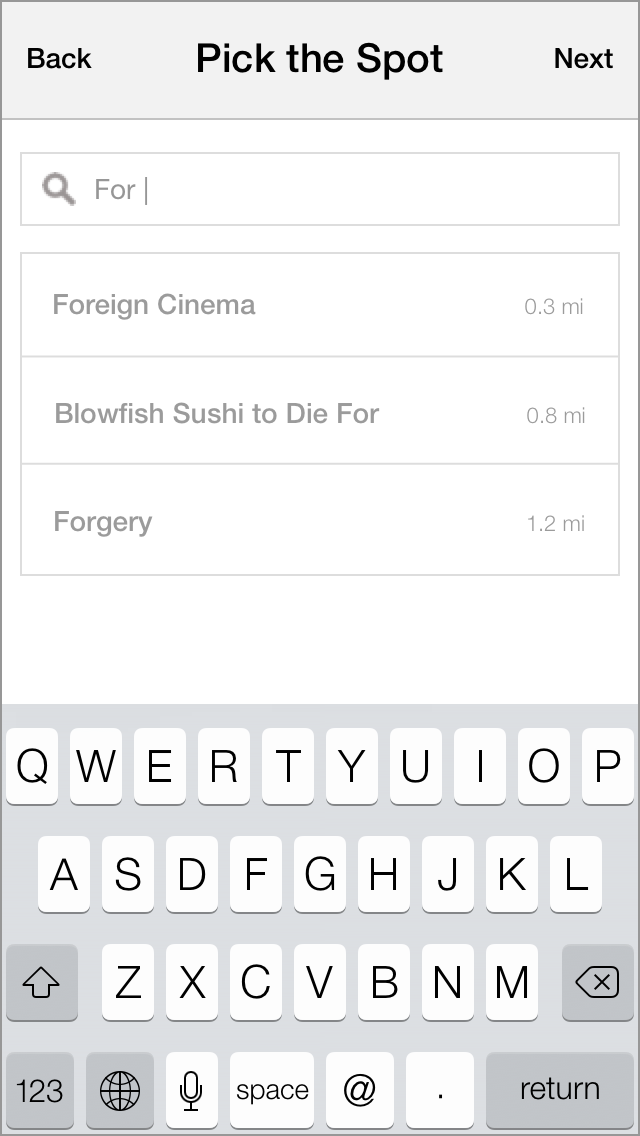 Back Pick the Spot Next
For
Foreign Cinema 0.3 mi
Blowfish Sushi to Die For 0.8 mi
Forgery 1.2 mi
Q W E R T Y U I O P
A S D F G H J K L
Z X C V B N M
123 space @ . return